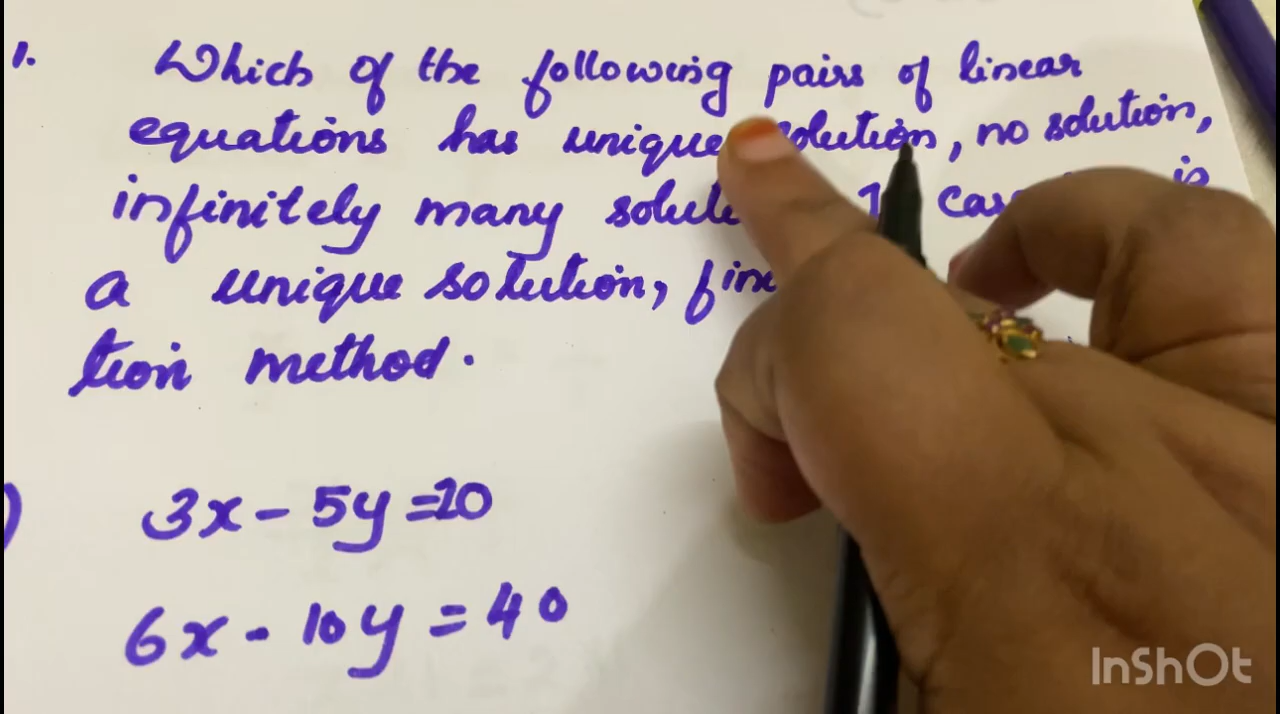 1. Which of the following pairs of linear
equations has unique solution, no solution,
infinitely many is
a unique solution,
tion method.
) 3x - 5y = 20
6x - 10y = 40
InShOt